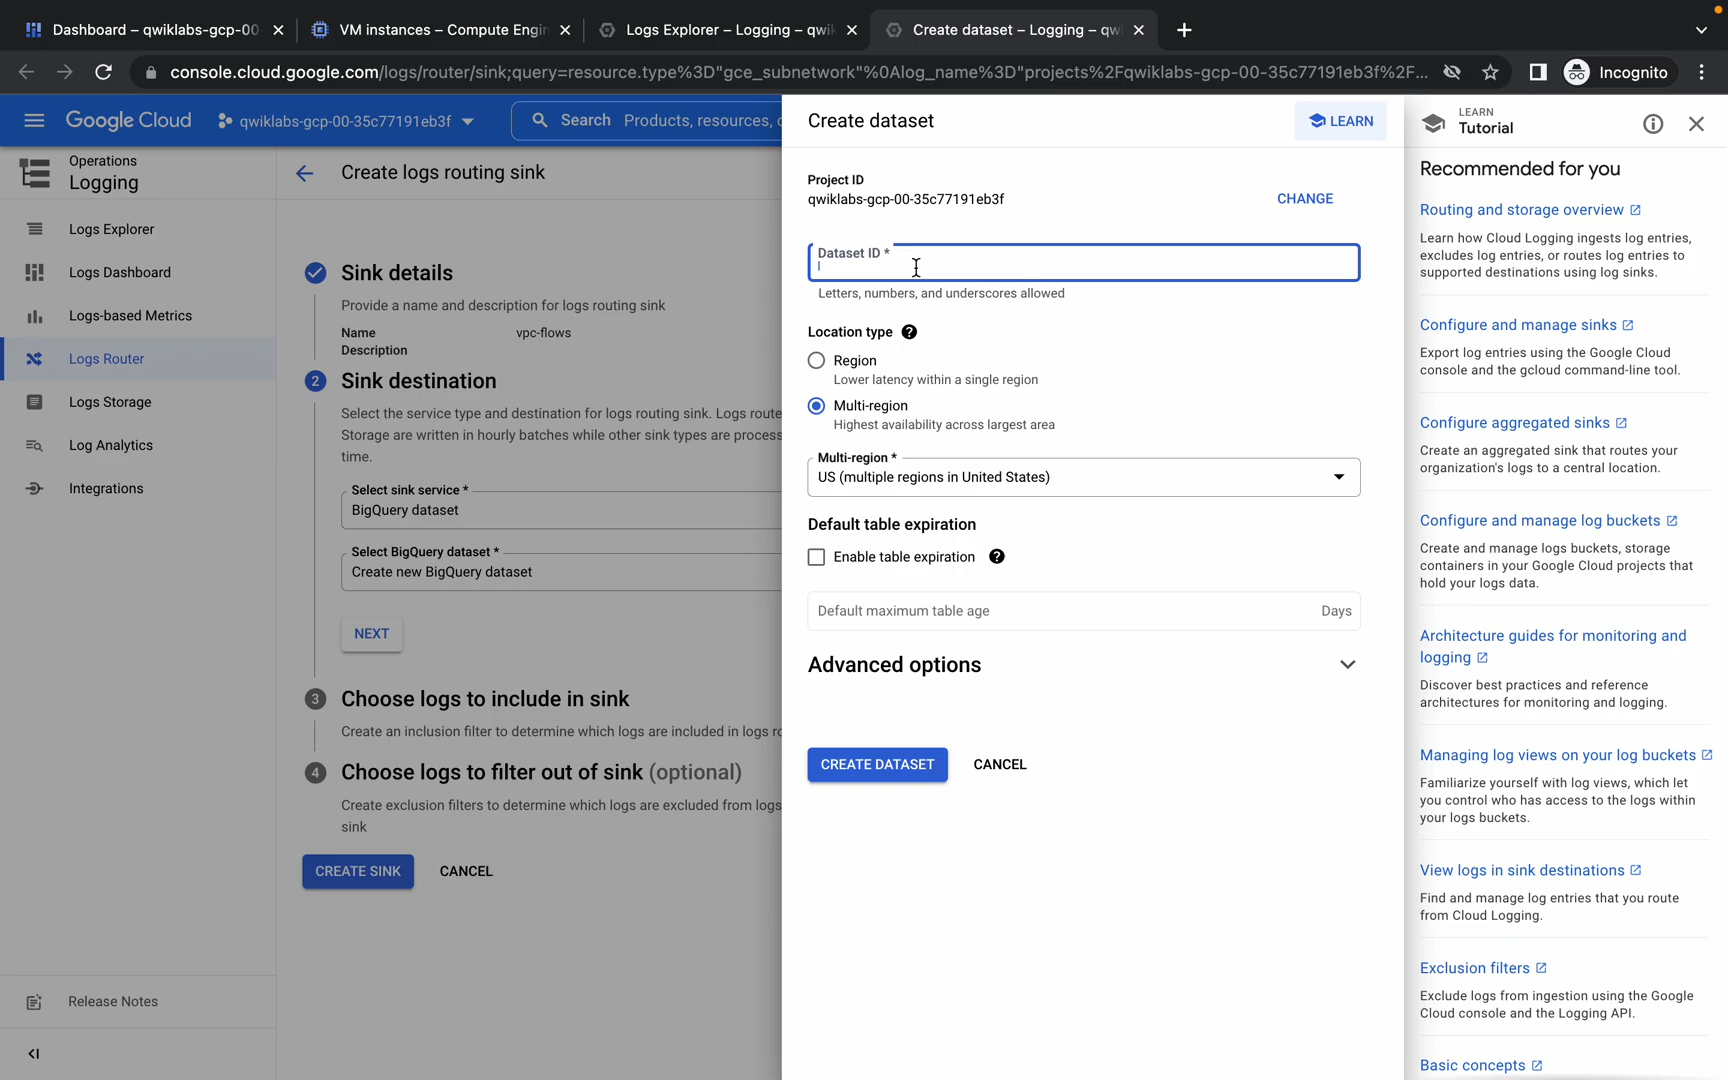 Dashboard – qwiklabs-gcp-00
VM instances – Compute Engin
Logs Explorer – Logging – qwik
Create dataset – Logging – qw
console.cloud.google.com/logs/router/sink;query=resource.type%3D"gce_subnetwork"%0Alog_name%3D"projects%2Fqwiklabs-gcp-00-35c77191eb3f%2F...
Incognito
Google Cloud
qwiklabs-gcp-00-35c77191eb3f
Search Products, resources,
Operations
Logging
Logs Explorer
Logs Dashboard
Logs-based Metrics
Logs Router
Logs Storage
Log Analytics
Integrations
Release Notes
Create logs routing sink
Sink details
Provide a name and description for logs routing sink
Name vpc-flows
Description
2 Sink destination
Select the service type and destination for logs routing sink. Logs route
Storage are written in hourly batches while other sink types are process
time.
Select sink service *
BigQuery dataset
Select BigQuery dataset *
Create new BigQuery dataset
NEXT
3 Choose logs to include in sink
Create an inclusion filter to determine which logs are included in logs ro
4 Choose logs to filter out of sink (optional)
Create exclusion filters to determine which logs are excluded from logs
sink
CREATE SINK CANCEL
Create dataset
LEARN
Project ID
qwiklabs-gcp-00-35c77191eb3f
CHANGE
Dataset ID *
Letters, numbers, and underscores allowed
Location type
Region
Lower latency within a single region
Multi-region
Highest availability across largest area
Multi-region *
US (multiple regions in United States)
Default table expiration
Enable table expiration
Default maximum table age Days
Advanced options
CREATE DATASET CANCEL
LEARN
Tutorial
Recommended for you
Routing and storage overview
Learn how Cloud Logging ingests log entries,
excludes log entries, or routes log entries to
supported destinations using log sinks.
Configure and manage sinks
Export log entries using the Google Cloud
console and the gcloud command-line tool.
Configure aggregated sinks
Create an aggregated sink that routes your
organization's logs to a central location.
Configure and manage log buckets
Create and manage logs buckets, storage
containers in your Google Cloud projects that
hold your logs data.
Architecture guides for monitoring and
logging
Discover best practices and reference
architectures for monitoring and logging.
Managing log views on your log buckets
Familiarize yourself with log views, which let
you control who has access to the logs within
your logs buckets.
View logs in sink destinations
Find and manage log entries that you route
from Cloud Logging.
Exclusion filters
Exclude logs from ingestion using the Google
Cloud console and the Logging API.
Basic concepts